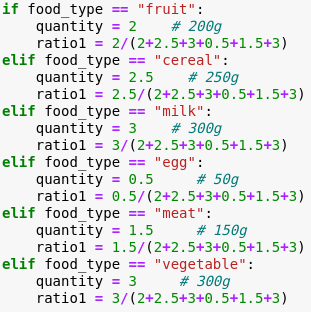 if food_type == "fruit":
    quantity = 2    # 200g
    ratio1 = 2/(2+2.5+3+0.5+1.5+3)
elif food_type == "cereal":
    quantity = 2.5    # 250g
    ratio1 = 2.5/(2+2.5+3+0.5+1.5+3)
elif food_type == "milk":
    quantity = 3    # 300g
    ratio1 = 3/(2+2.5+3+0.5+1.5+3)
elif food_type == "egg":
    quantity = 0.5     # 50g
    ratio1 = 0.5/(2+2.5+3+0.5+1.5+3)
elif food_type == "meat":
    quantity = 1.5     # 150g
    ratio1 = 1.5/(2+2.5+3+0.5+1.5+3)
elif food_type == "vegetable":
    quantity = 3     # 300g
    ratio1 = 3/(2+2.5+3+0.5+1.5+3)